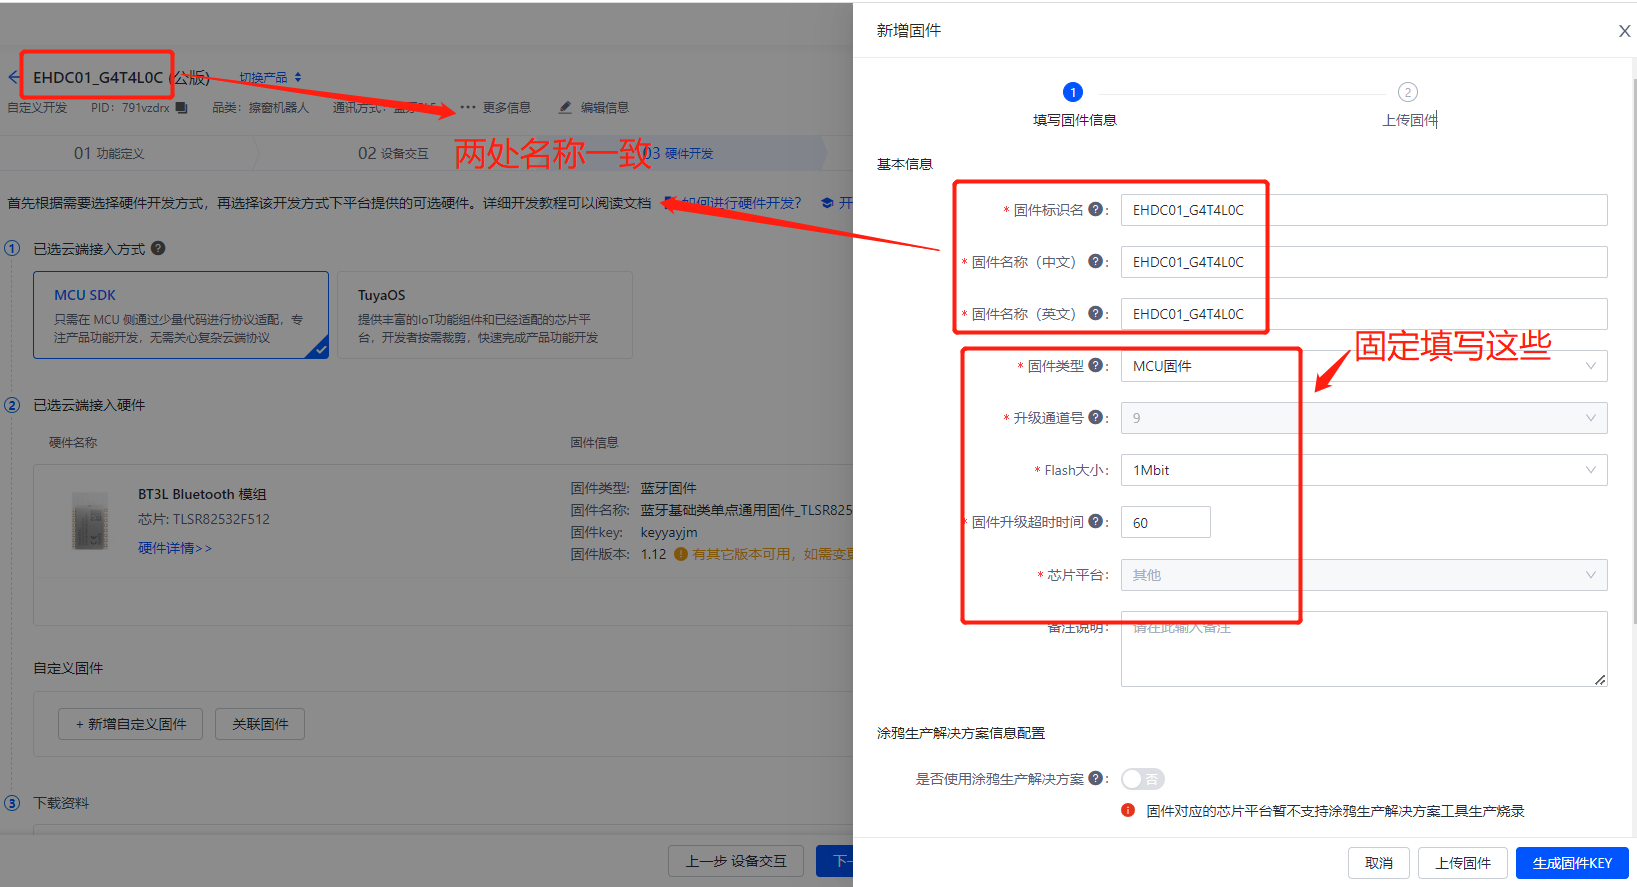 EHDC01_G4T4L0C (公版)
切换产品
自定义开发 PID: 791vzdrx 品类: 擦窗机器人 通讯方式: ··· 更多信息 编辑信息
01 功能定义
02 设备交互
03 硬件开发
两处名称一致
首先根据需要选择硬件开发方式，再选择该开发方式下平台提供的可选硬件。详细开发教程可以阅读文档 如何进行硬件开发? 开
1 已选云端接入方式 ?
MCU SDK
只需在 MCU 侧通过少量代码进行协议适配，专
注产品功能开发，无需关心复杂云端协议
TuyaOS
提供丰富的IoT功能组件和已经适配的芯片平
台，开发者按需裁剪，快速完成产品功能开发
2 已选云端接入硬件
硬件名称
固件信息
BT3L Bluetooth 模组
芯片: TLSR82532F512
硬件详情>>
固件类型: 蓝牙固件
固件名称: 蓝牙基础类单点通用固件_TLSR825
固件key: keyyayjm
固件版本: 1.12 有其它版本可用，如需变更
自定义固件
+ 新增自定义固件
关联固件
3 下载资料
上一步 设备交互
下一
新增固件
X
1
填写固件信息
2
上传固件
基本信息
* 固件标识名 ? : EHDC01_G4T4L0C
* 固件名称（中文） ? : EHDC01_G4T4L0C
* 固件名称（英文） ? : EHDC01_G4T4L0C
固定填写这些
* 固件类型 ? : MCU固件
* 升级通道号 ? : 9
* Flash大小: 1Mbit
* 固件升级超时时间 ? : 60
* 芯片平台: 其他
备注说明: 请在此输入备注
涂鸦生产解决方案信息配置
是否使用涂鸦生产解决方案 ? : 否
固件对应的芯片平台暂不支持涂鸦生产解决方案工具生产烧录
取消
上传固件
生成固件KEY